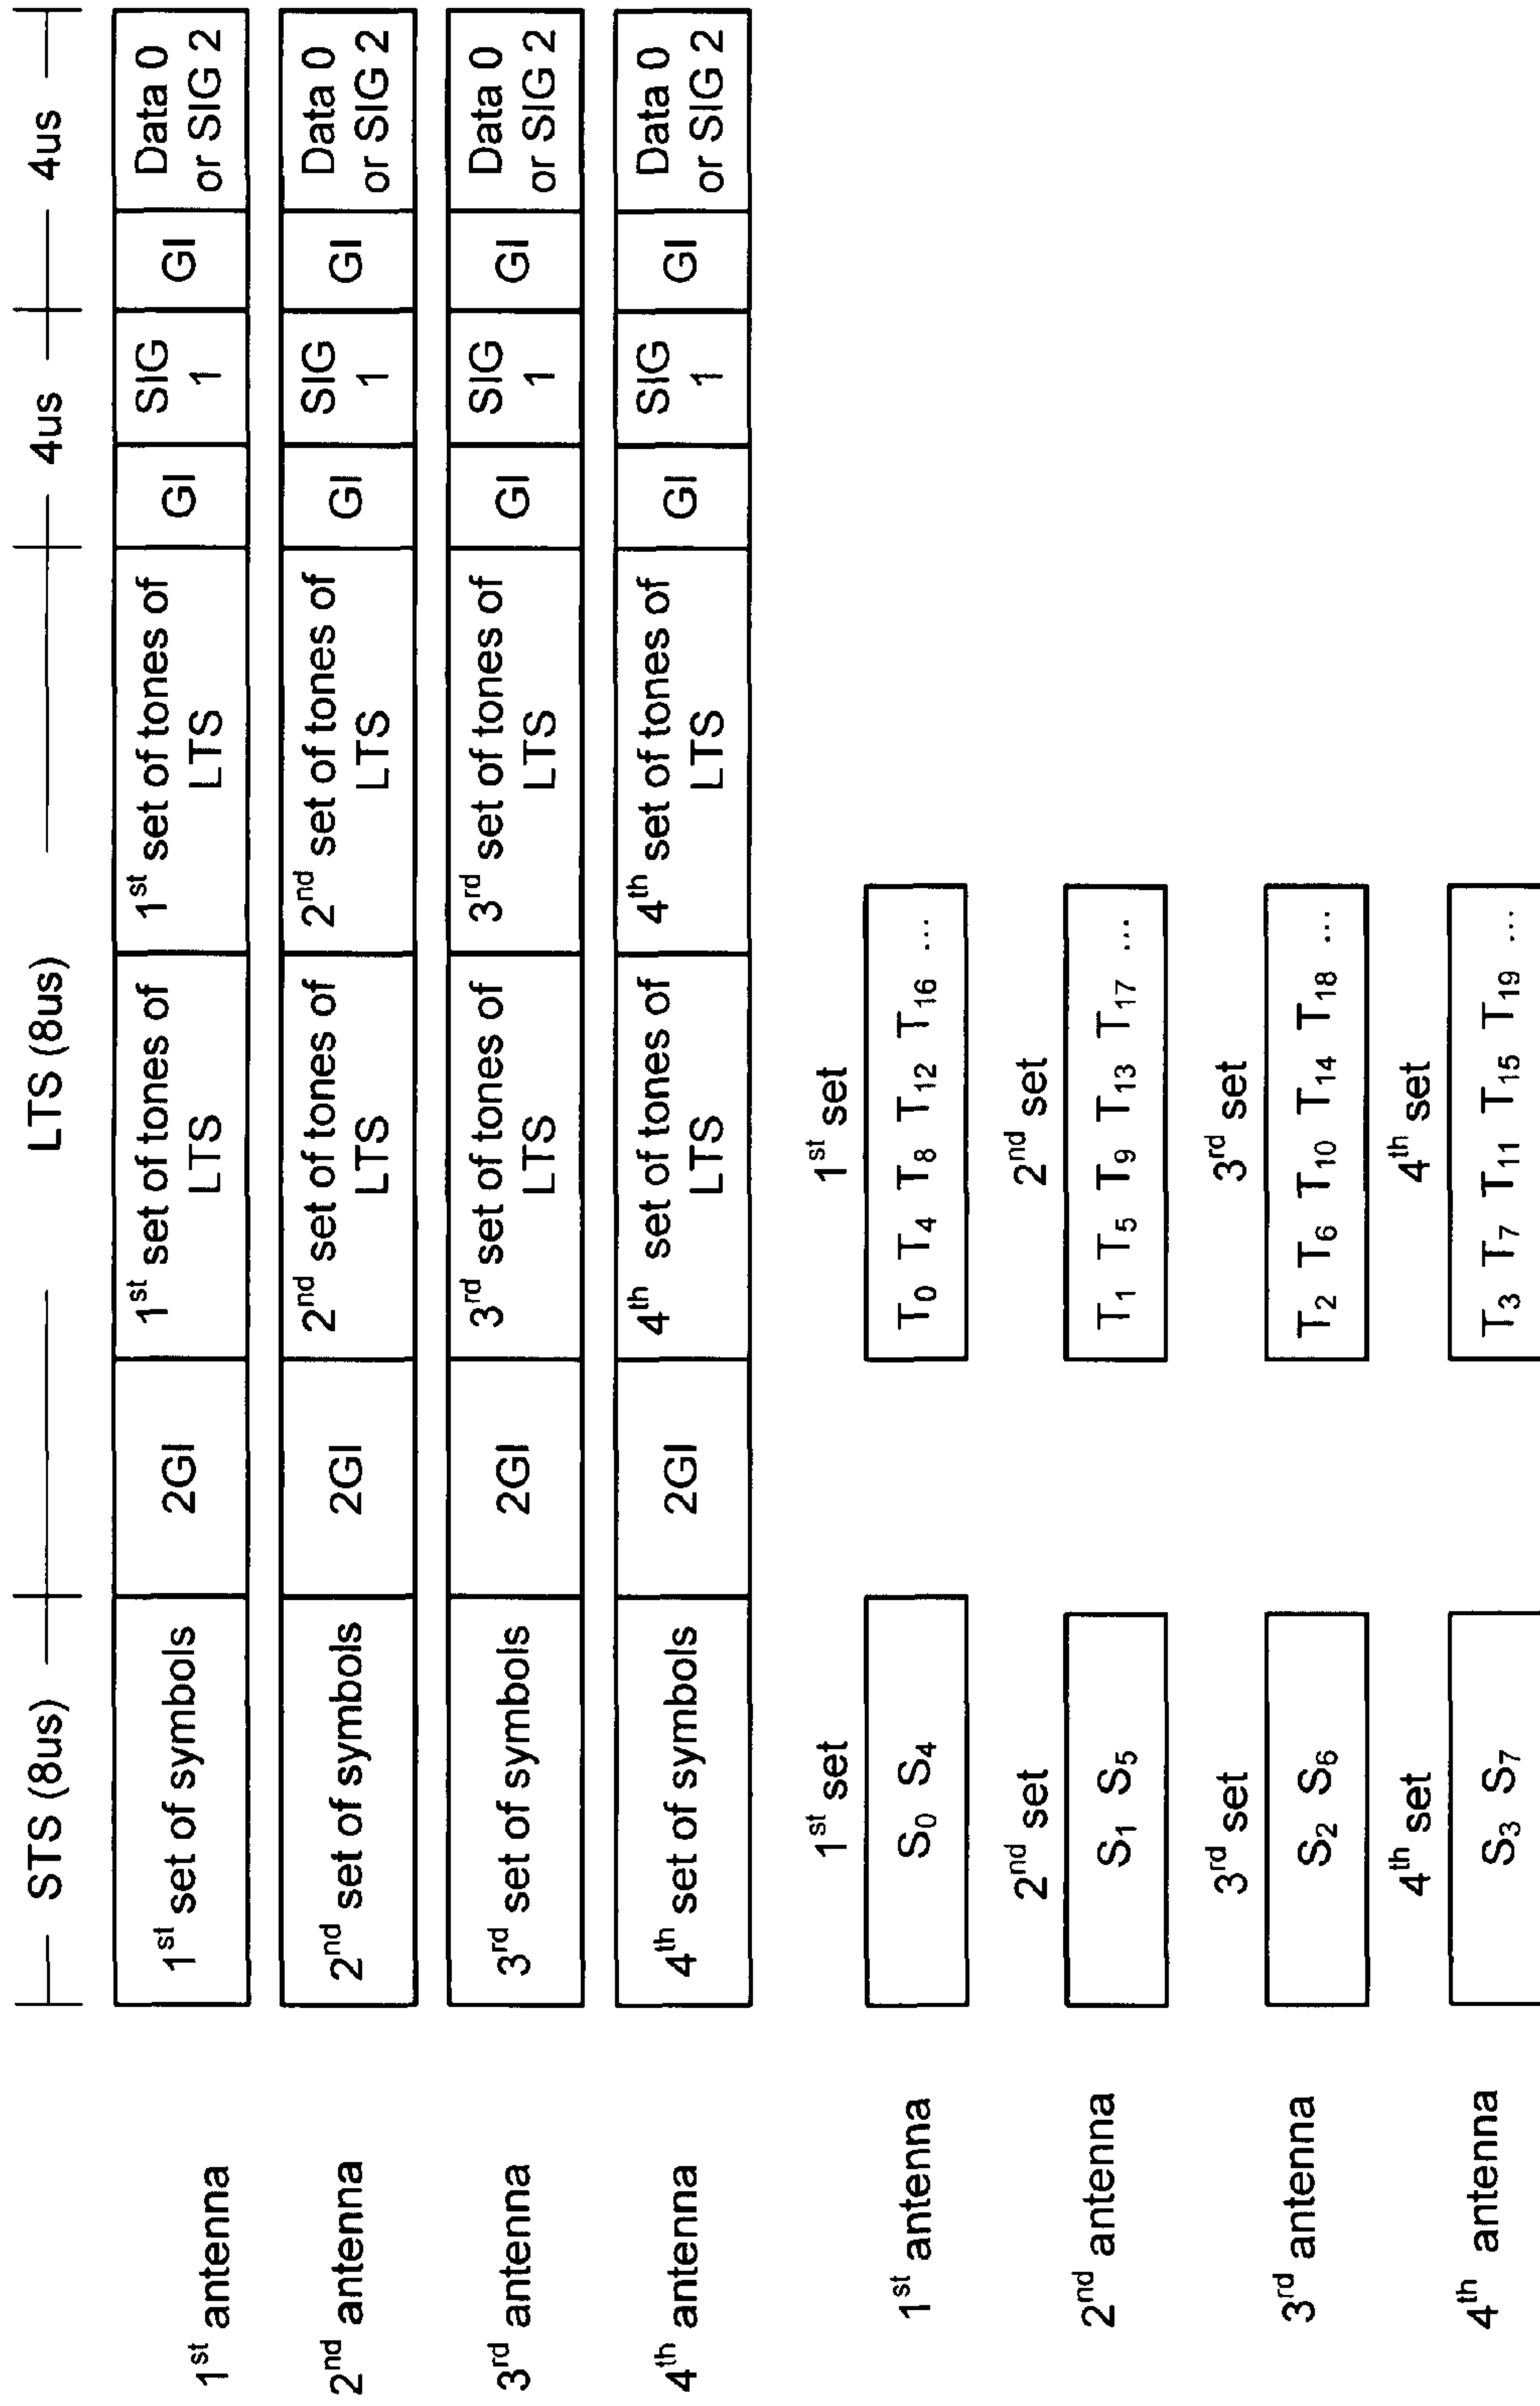 STS (8us) LTS (8us) 4us 4us
1st antenna 1st set of symbols 2GI 1st set of tones of LTS 1st set of tones of LTS GI SIG 1 GI Data 0 or SIG 2
2nd antenna 2nd set of symbols 2GI 2nd set of tones of LTS 2nd set of tones of LTS GI SIG 1 GI Data 0 or SIG 2
3rd antenna 3rd set of symbols 2GI 3rd set of tones of LTS 3rd set of tones of LTS GI SIG 1 GI Data 0 or SIG 2
4th antenna 4th set of symbols 2GI 4th set of tones of LTS 4th set of tones of LTS GI SIG 1 GI Data 0 or SIG 2
1st set 1st set
1st antenna S0 S4 T0 T4 T8 T12 T16 ...
2nd set 2nd set
2nd antenna S1 S5 T1 T5 T9 T13 T17 ...
3rd set 3rd set
3rd antenna S2 S6 T2 T6 T10 T14 T18 ...
4th set 4th set
4th antenna S3 S7 T3 T7 T11 T15 T19 ...